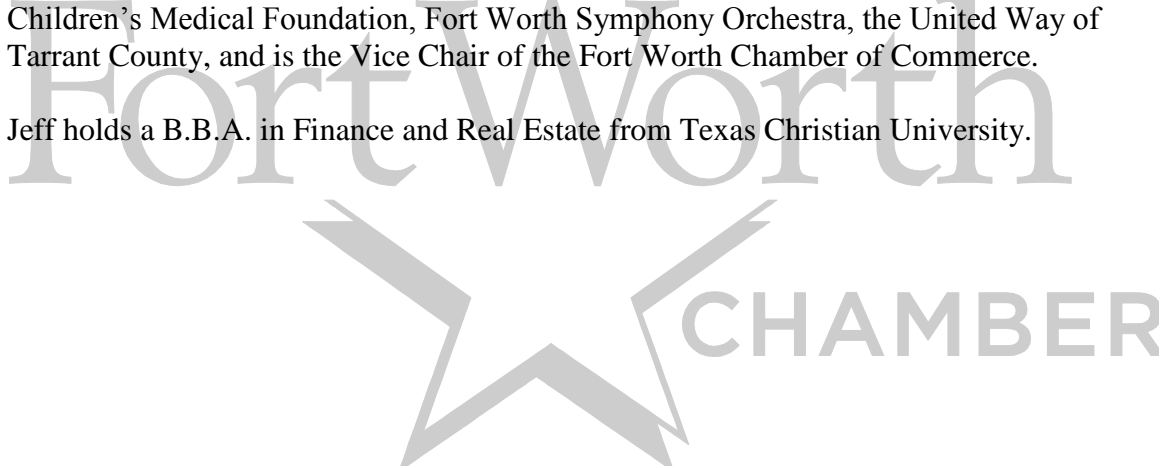 Children’s Medical Foundation, Fort Worth Symphony Orchestra, the United Way of
Tarrant County, and is the Vice Chair of the Fort Worth Chamber of Commerce.
Jeff holds a B.B.A. in Finance and Real Estate from Texas Christian University.
Fort Worth
CHAMBER